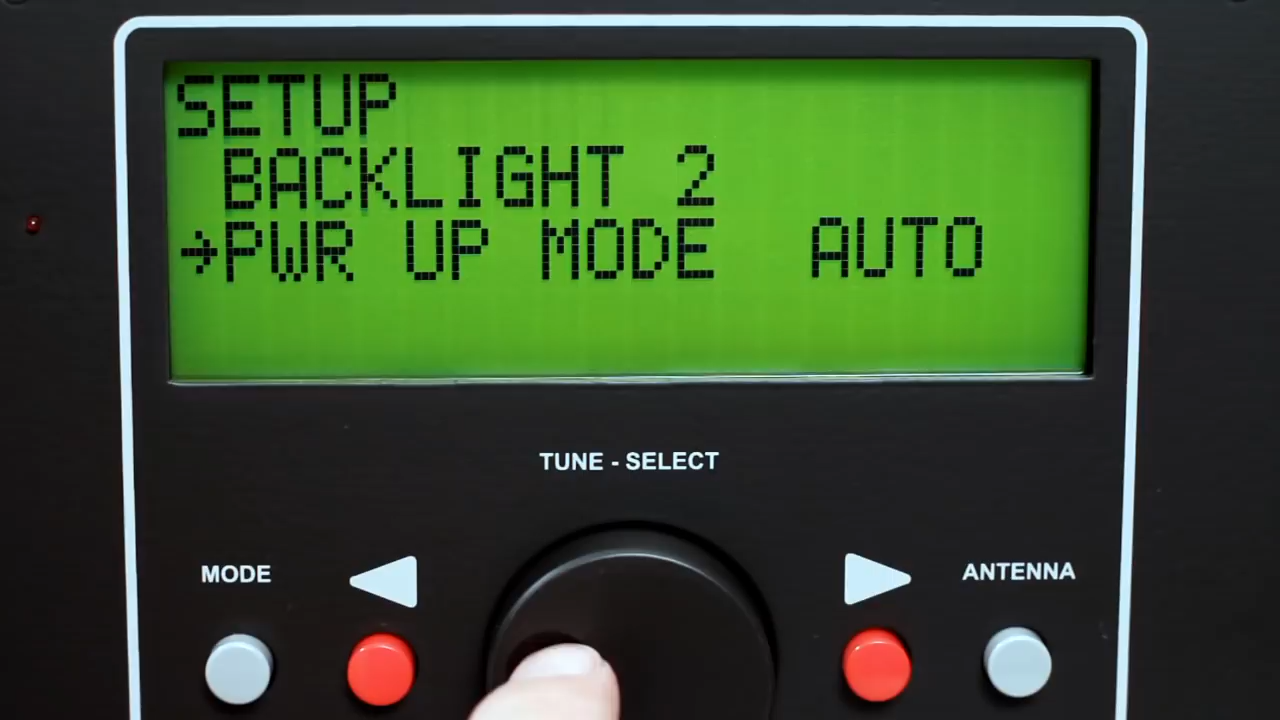 SETUP
BACKLIGHT 2
→PWR UP MODE AUTO
TUNE - SELECT
MODE
ANTENNA